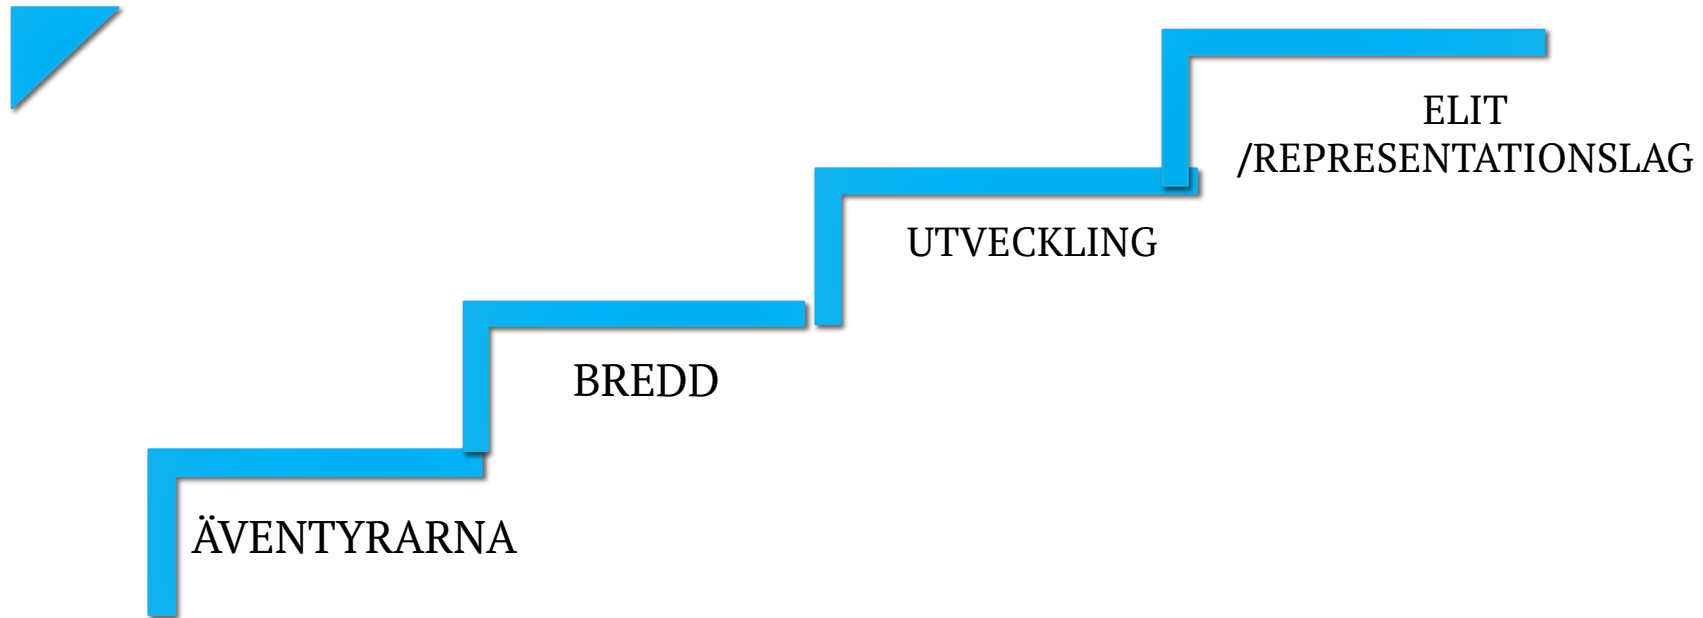 ELIT
/REPRESENTATIONSLAG
UTVECKLING
BREDD
ÄVENTYRARNA